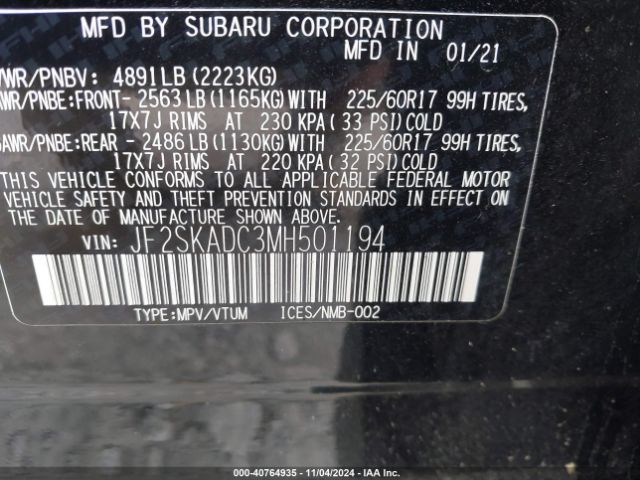 MFD BY SUBARU CORPORATION
MFD IN 01/21
VWR/PNBV: 4891LB (2223KG)
AWR/PNBE:FRONT- 2563LB(1165KG)WITH 225/60R17 99H TIRES,
17X7J RIMS AT 230 KPA (33 PSI)COLD
GAWR/PNBE:REAR - 2486LB(1130KG)WITH 225/60R17 99H TIRES,
17X7J RIMS AT 220 KPA (32 PSI)COLD
THIS VEHICLE CONFORMS TO ALL APPLICABLE FEDERAL MOTOR
VEHICLE SAFETY AND THEFT PREVENTION STANDARDS IN EFFECT ON
THE DATE OF MANUFACTURE SHOWN ABOVE.
VIN: JF2SKADC3MH501194
TYPE:MPV/VTUM ICES/NMB-002
000-40764935 - 11/04/2024 - IAA Inc.